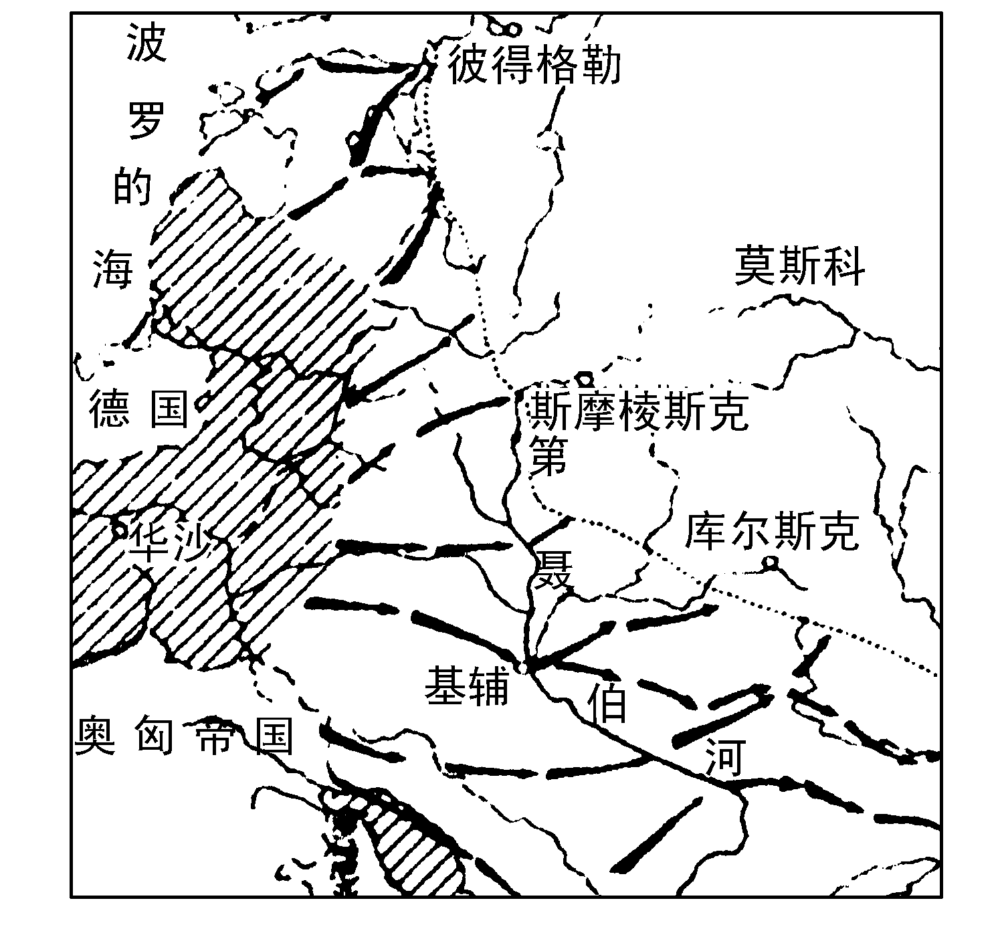 波罗的海
彼得格勒
莫斯科
德国
斯摩棱斯克
第聂伯河
华沙
库尔斯克
基辅
奥匈帝国